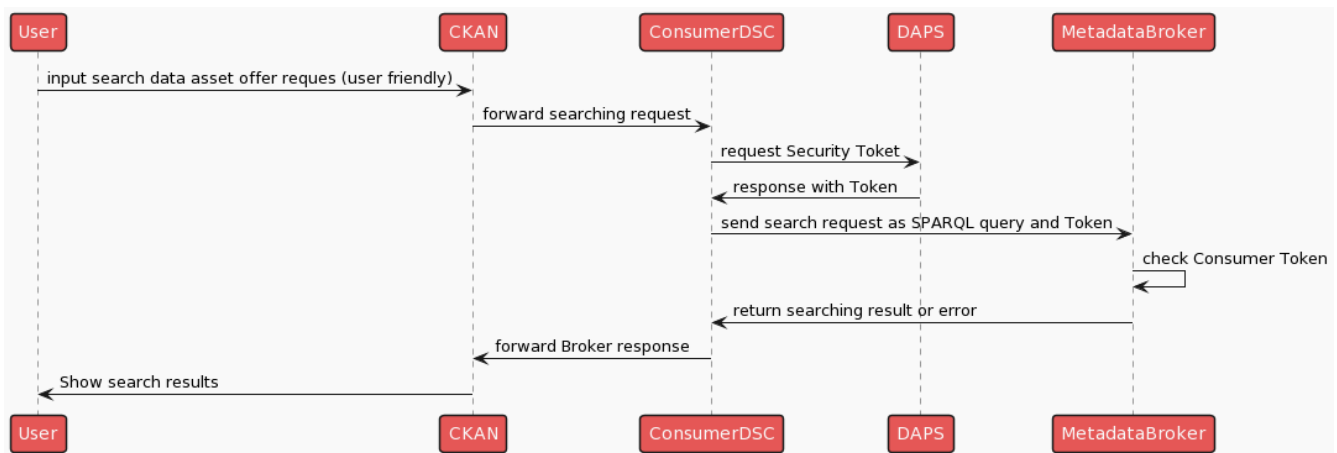 User CKAN ConsumerDSC DAPS MetadataBroker
input search data asset offer reques (user friendly)
forward searching request
request Security Toket
response with Token
send search request as SPARQL query and Token
check Consumer Token
return searching result or error
forward Broker response
Show search results
User CKAN ConsumerDSC DAPS MetadataBroker